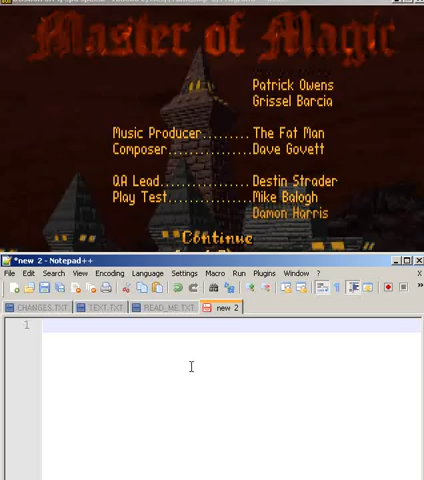 Master of Magic
Patrick Owens
Grissel Barcia
Music Producer........ The Fat Man
Composer..............Dave Govett
QA Lead...............Destin Strader
Play Test.............Mike Balogh
Damon Harris
Continue
*new 2 - Notepad++
File Edit Search View Encoding Language Settings Macro Run Plugins Window ?
CHANGES.TXT TEXT.TXT READ_ME.TXT new 2
1